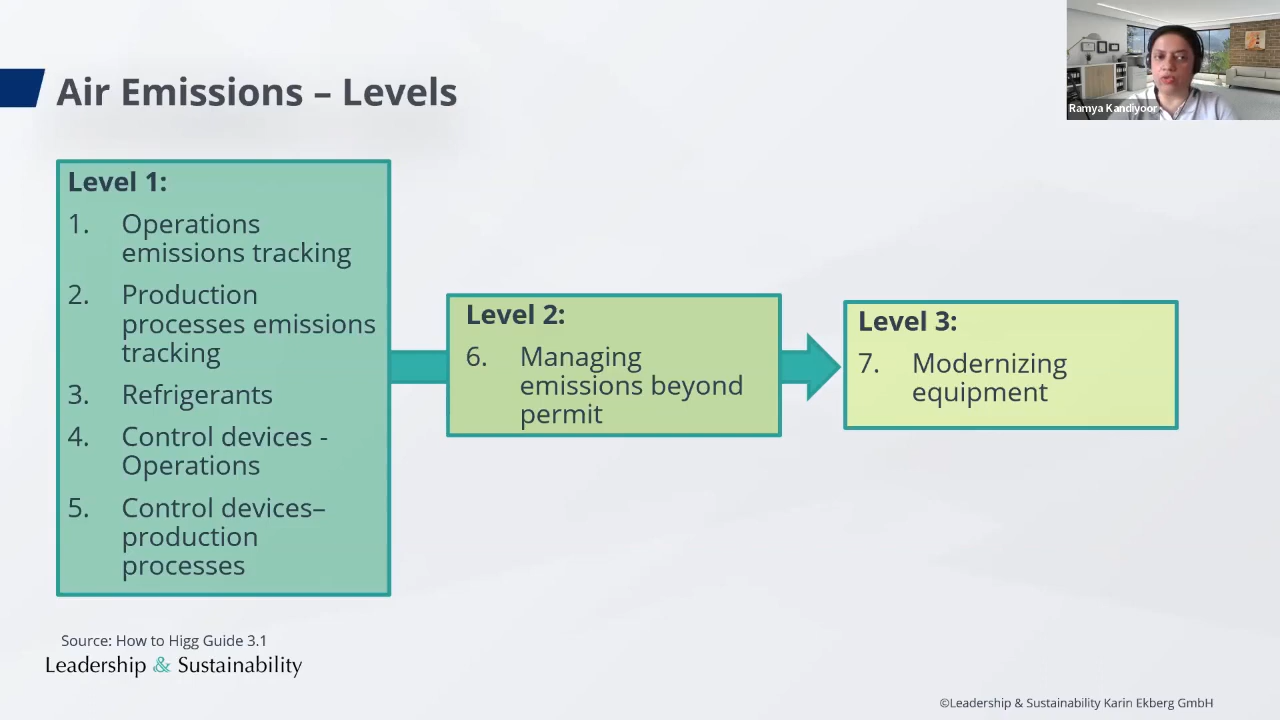 Air Emissions – Levels
Ramya Kandiyoor
Level 1:
1. Operations
emissions tracking
2. Production
processes emissions
tracking
3. Refrigerants
4. Control devices -
Operations
5. Control devices–
production
processes
Level 2:
6. Managing
emissions beyond
permit
Level 3:
7. Modernizing
equipment
Source: How to Higg Guide 3.1
Leadership & Sustainability
©Leadership & Sustainability Karin Ekberg GmbH